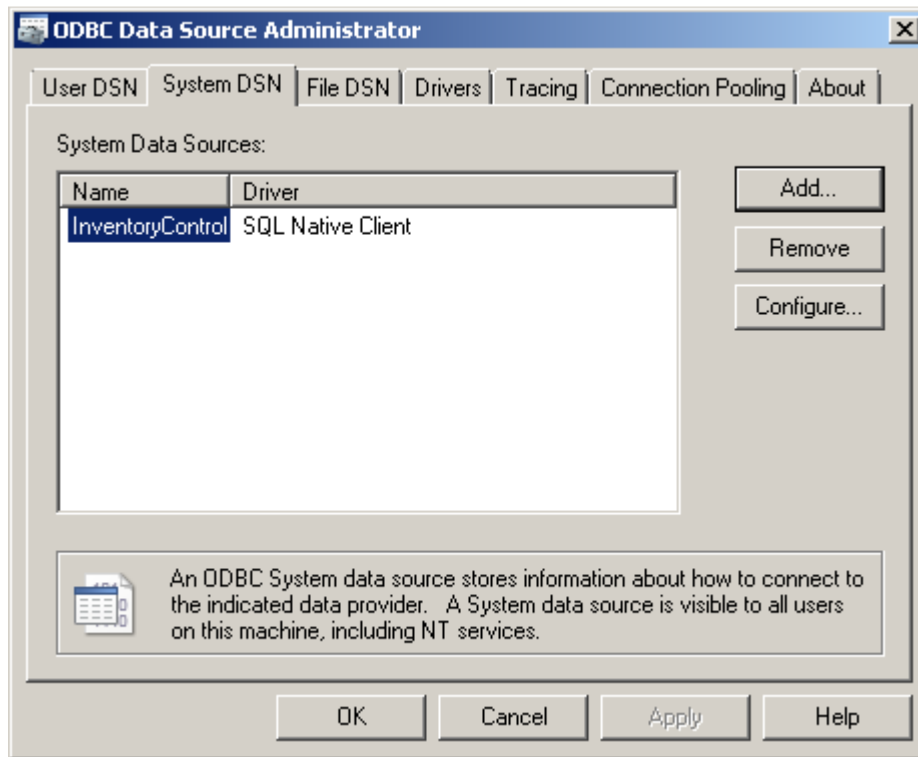 ODBC Data Source Administrator
User DSN System DSN File DSN Drivers Tracing Connection Pooling About
System Data Sources:
Name Driver
InventoryControl SQL Native Client
Add...
Remove
Configure...
An ODBC System data source stores information about how to connect to
the indicated data provider. A System data source is visible to all users
on this machine, including NT services.
OK Cancel Apply Help